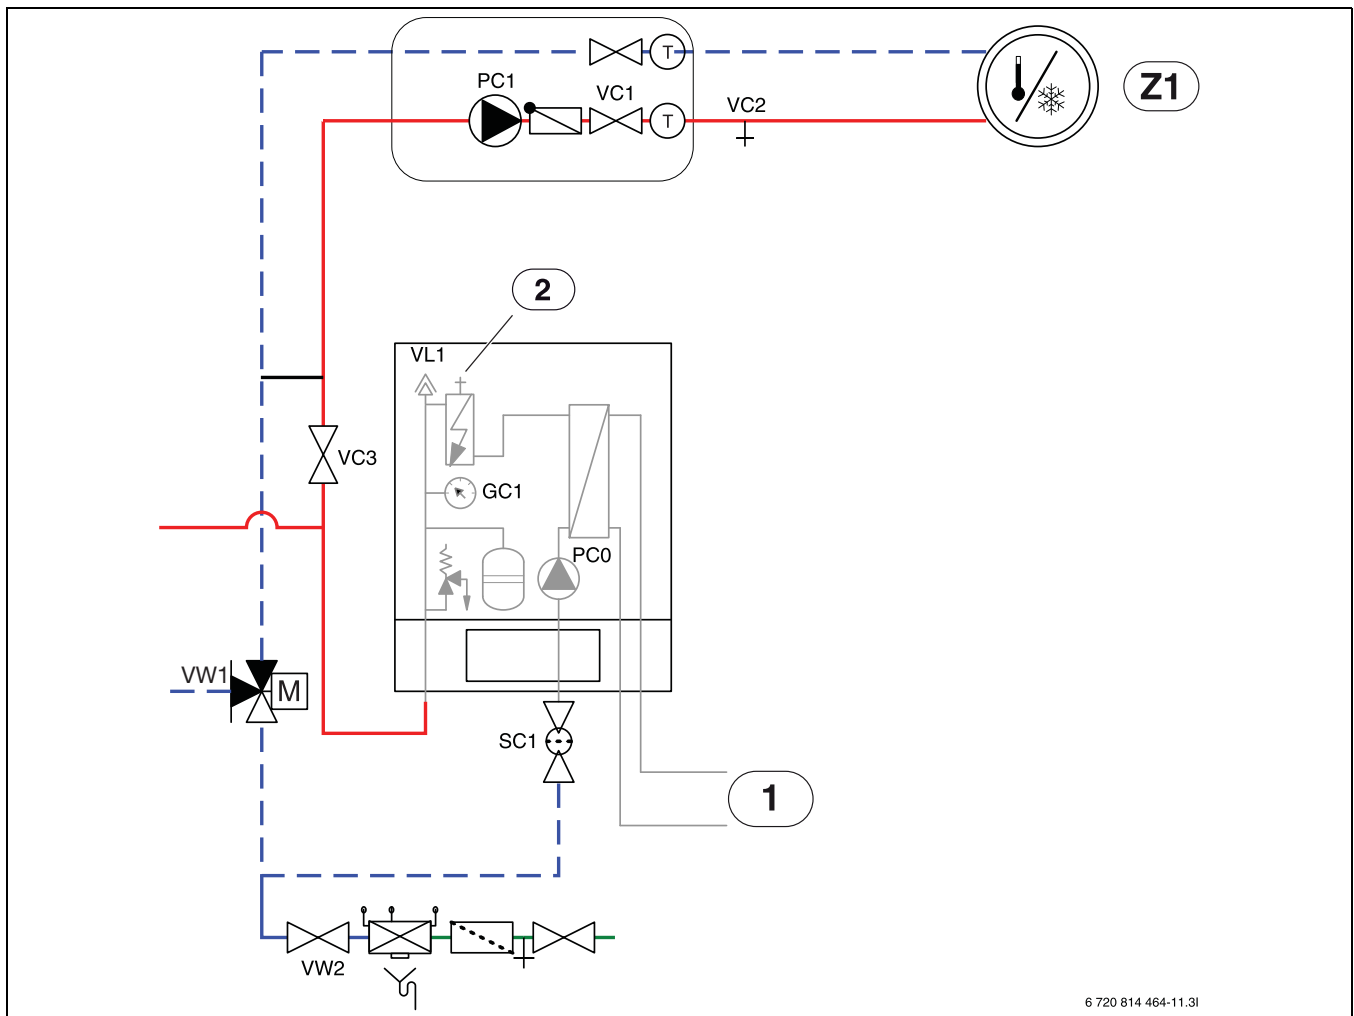 T
PC1
VC1
T
VC2
Z1
2
VL1
VC3
GC1
PC0
VW1
M
SC1
1
VW2
6 720 814 464-11.3I